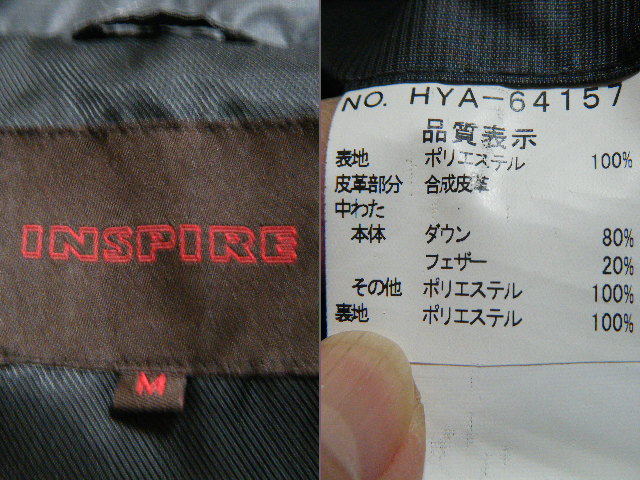 INSPIRE
M
NO. HYA-64157
品質表示
表地 ポリエステル 100%
皮革部分 合成皮革
中わた
本体 ダウン 80%
フェザー 20%
その他 ポリエステル 100%
裏地 ポリエステル 100%